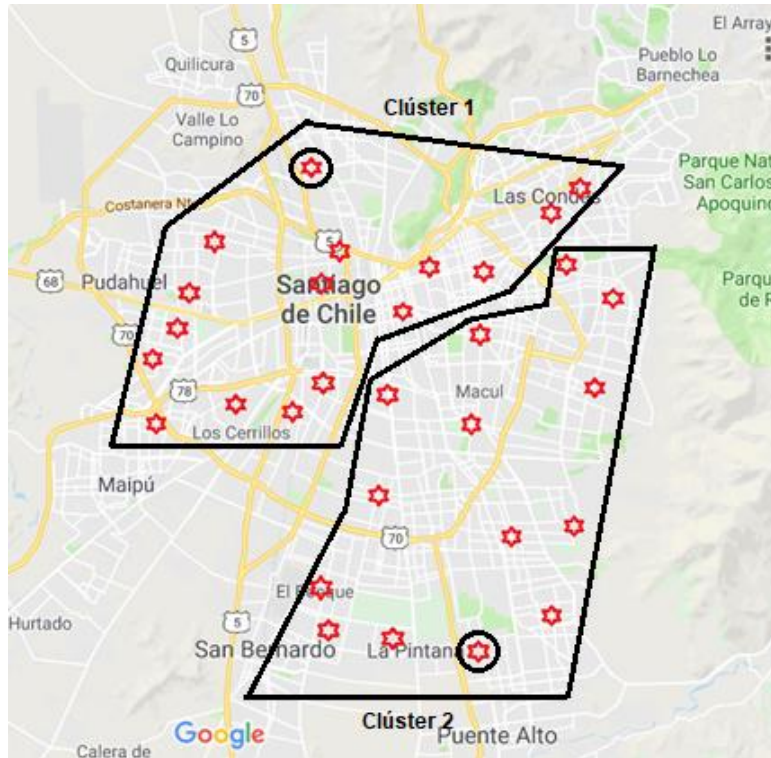 El Array
5
Quilicura
Pueblo Lo
Barnechea
70
Clúster 1
Valle Lo
Campino
Parque Nat
San Carlos
Apoquind
Las Condes
Costanera Nt
5
68
Pudahuel
Santiago
de Chile
Parqu
de R
70
78
Macul
Los Cerrillos
Maipú
70
El Bosque
5
Hurtado
San Bernardo
La Pintana
Clúster 2
Google
Puente Alto
Calera de